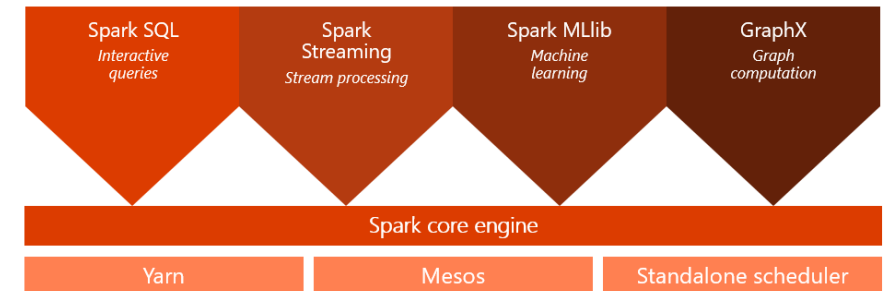 Spark SQL
Interactive
queries
Spark
Streaming
Stream processing
Spark MLlib
Machine
learning
GraphX
Graph
computation
Spark core engine
Yarn
Mesos
Standalone scheduler